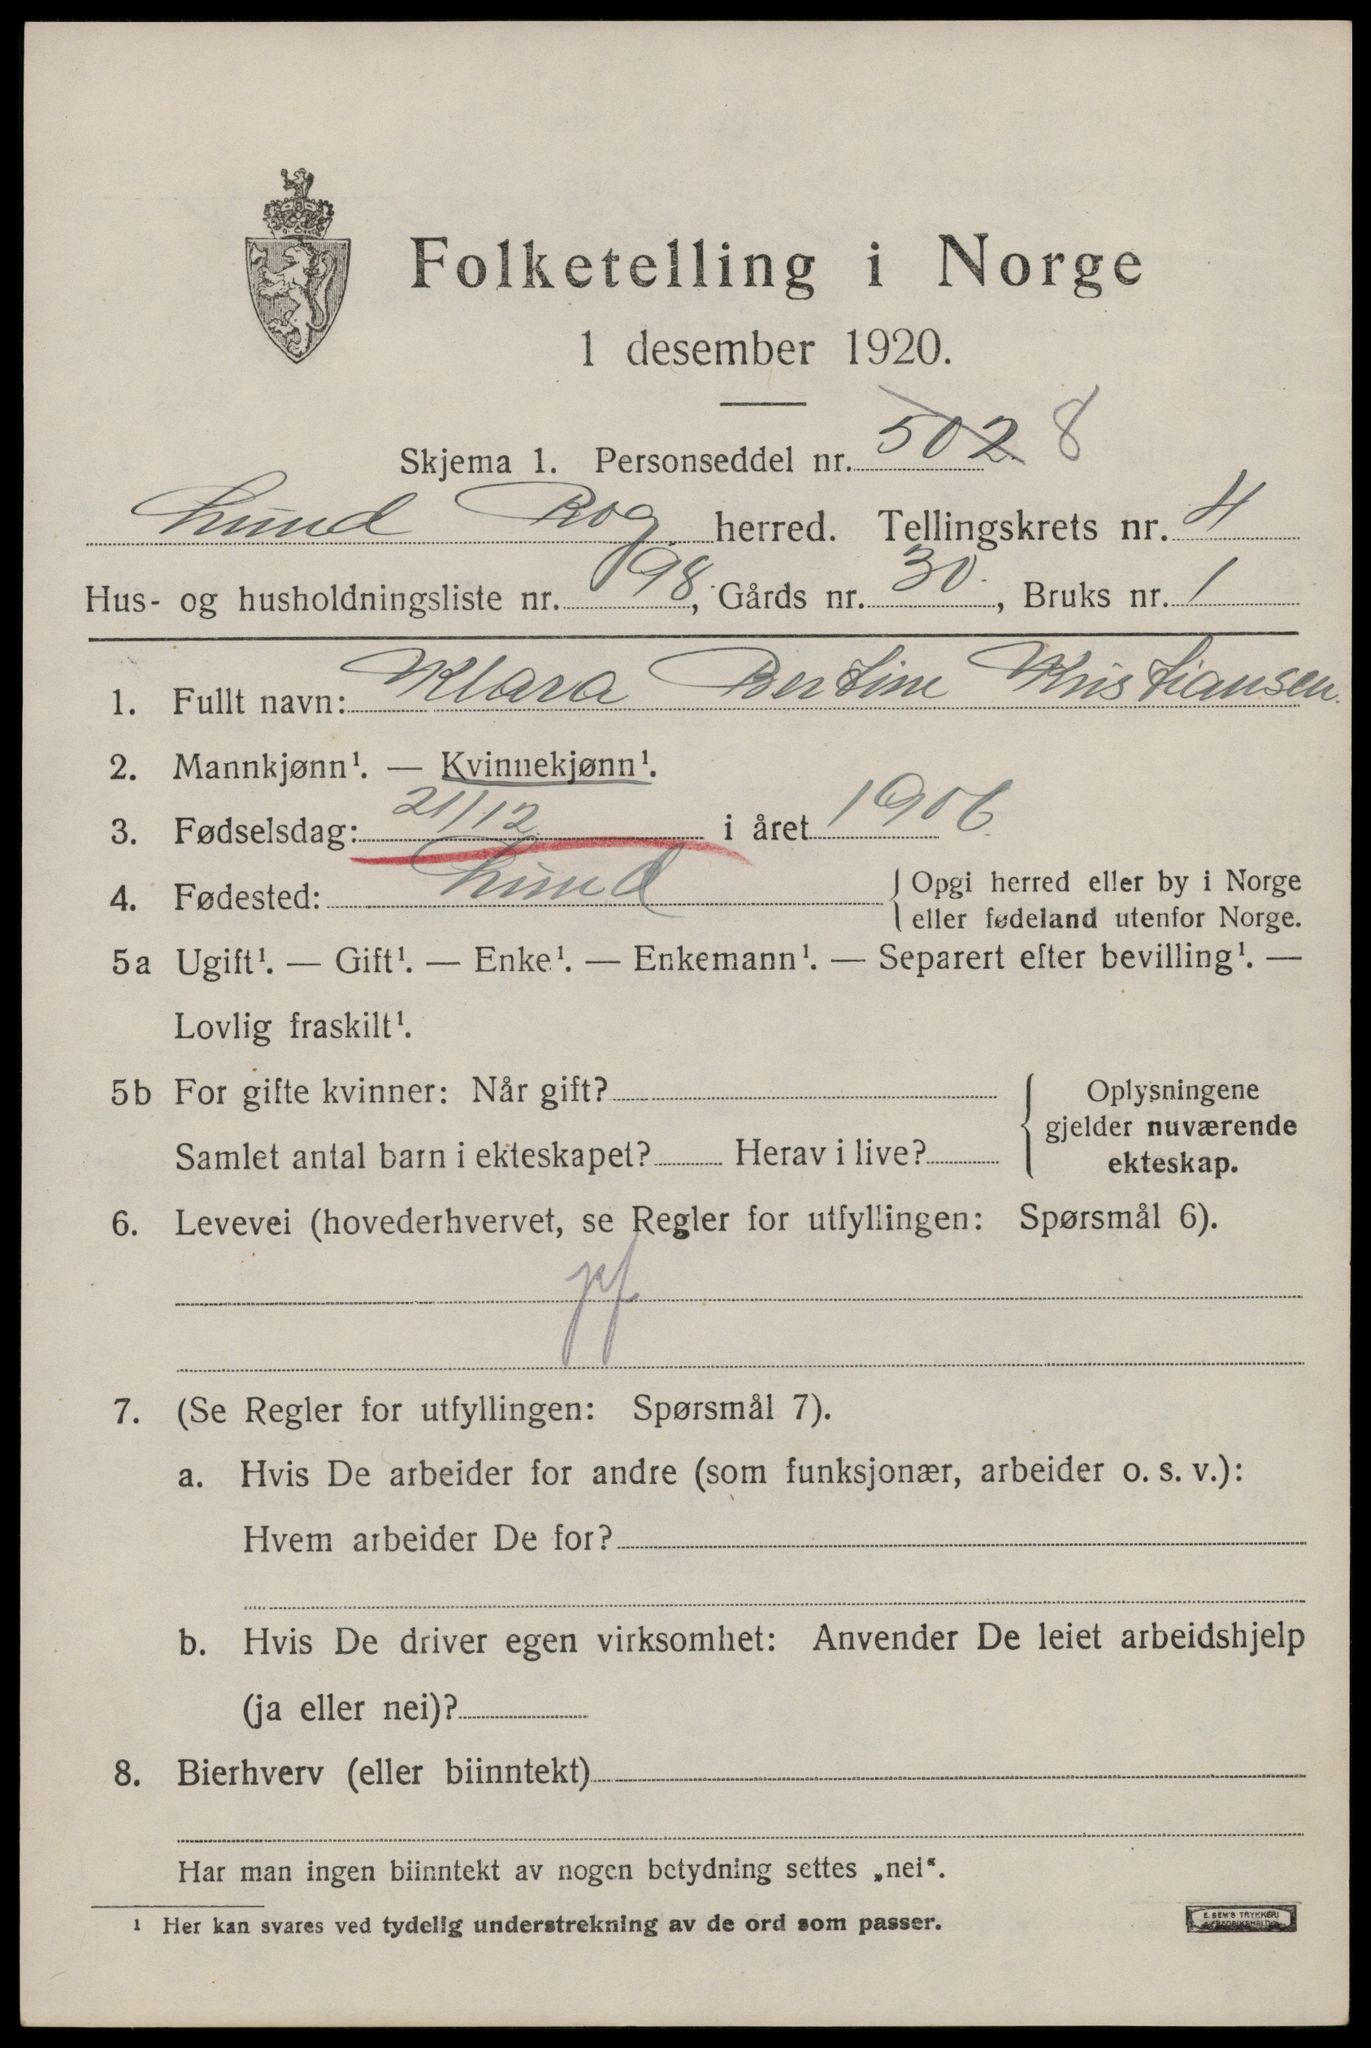 Folketelling i Norge
1 desember 1920.
Skjema 1. Personseddel nr. 502 8
Lund Rog. herred. Tellingskrets nr. 4
Hus- og husholdningsliste nr. 98, Gårds nr. 30, Bruks nr. 1
1. Fullt navn: Klara Bertine Kristiansen.
2. Mannkjønn¹. — Kvinnekjønn¹.
3. Fødselsdag: 21/12 i året 1906.
4. Fødested: Lund { Opgi herred eller by i Norge
eller fødeland utenfor Norge.
5a Ugift¹. — Gift¹. — Enke¹. — Enkemann¹. — Separert efter bevilling¹. —
Lovlig fraskilt¹.
5b For gifte kvinner: Når gift? { Oplysningene
gjelder nuværende
Samlet antal barn i ekteskapet? Herav i live? ekteskap.
6. Levevei (hovederhvervet, se Regler for utfyllingen: Spørsmål 6).
pf
7. (Se Regler for utfyllingen: Spørsmål 7).
a. Hvis De arbeider for andre (som funksjonær, arbeider o. s. v.):
Hvem arbeider De for?
b. Hvis De driver egen virksomhet: Anvender De leiet arbeidshjelp
(ja eller nei)?
8. Bierhverv (eller biinntekt)
Har man ingen biinntekt av nogen betydning settes „nei“.
¹ Her kan svares ved tydelig understrekning av de ord som passer.
E. SEM'S TRYKKERI
FREDRIKSHALD